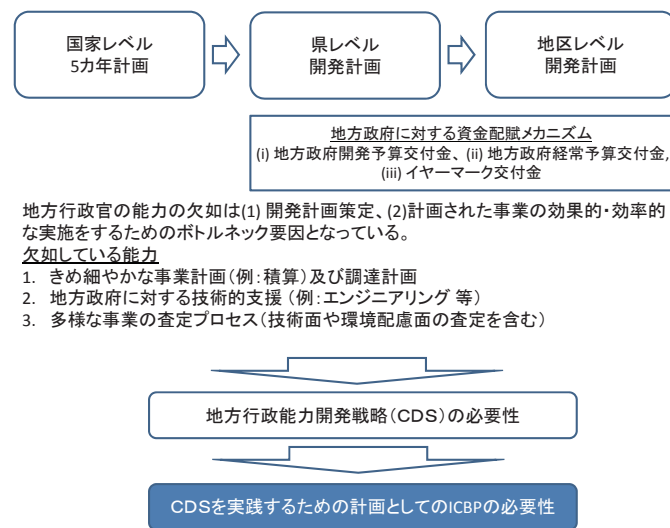 国家レベル
5カ年計画
県レベル
開発計画
地区レベル
開発計画
地方政府に対する資金配賦メカニズム
(i) 地方政府開発予算交付金、(ii) 地方政府経常予算交付金,
(iii) イヤーマーク交付金
地方行政官の能力の欠如は(1) 開発計画策定、(2)計画された事業の効果的・効率的
な実施をするためのボトルネック要因となっている。
欠如している能力
1. きめ細やかな事業計画(例:積算)及び調達計画
2. 地方政府に対する技術的支援(例:エンジニアリング 等)
3. 多様な事業の査定プロセス(技術面や環境配慮面の査定を含む)
地方行政能力開発戦略(CDS)の必要性
CDSを実践するための計画としてのICBPの必要性